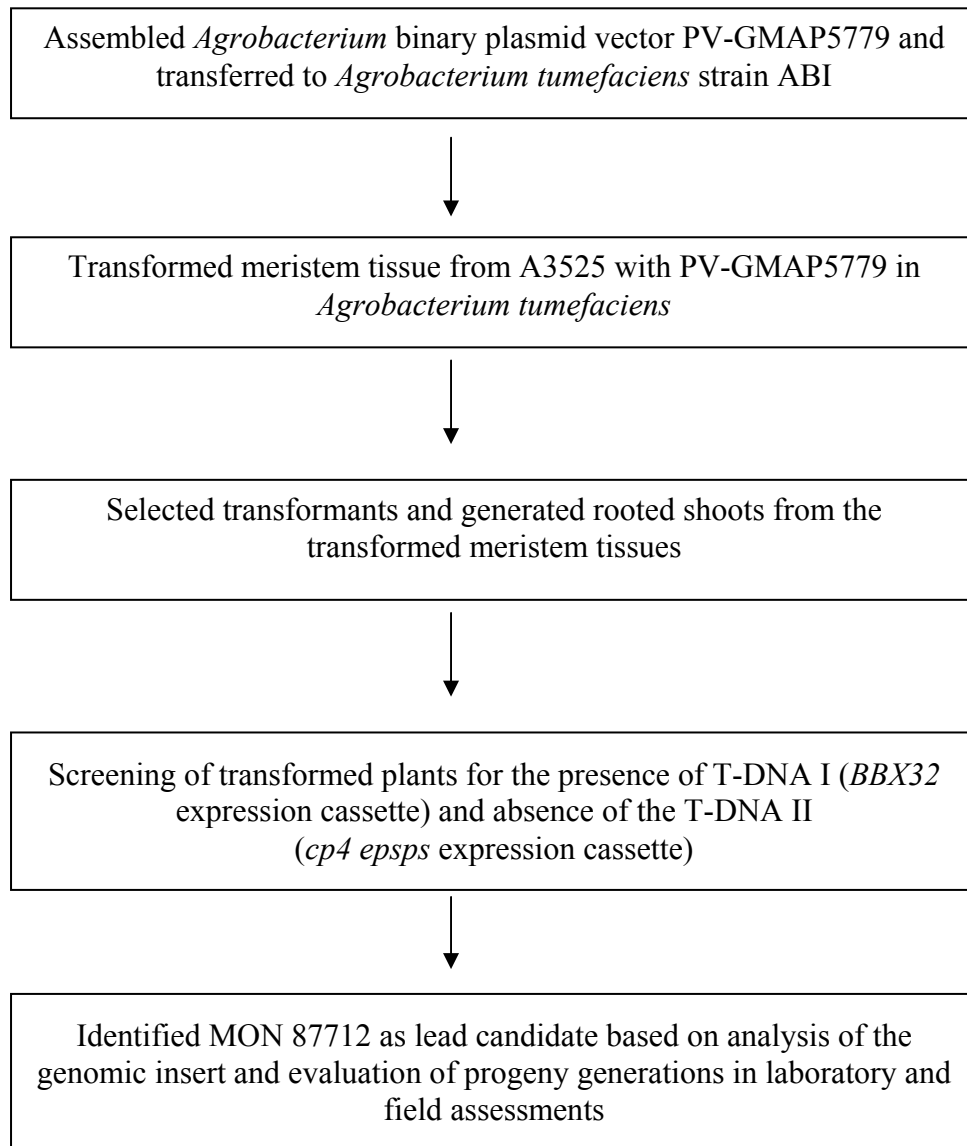 Assembled Agrobacterium binary plasmid vector PV-GMAP5779 and
transferred to Agrobacterium tumefaciens strain ABI
Transformed meristem tissue from A3525 with PV-GMAP5779 in
Agrobacterium tumefaciens
Selected transformants and generated rooted shoots from the
transformed meristem tissues
Screening of transformed plants for the presence of T-DNA I (BBX32
expression cassette) and absence of the T-DNA II
(cp4 epsps expression cassette)
Identified MON 87712 as lead candidate based on analysis of the
genomic insert and evaluation of progeny generations in laboratory and
field assessments